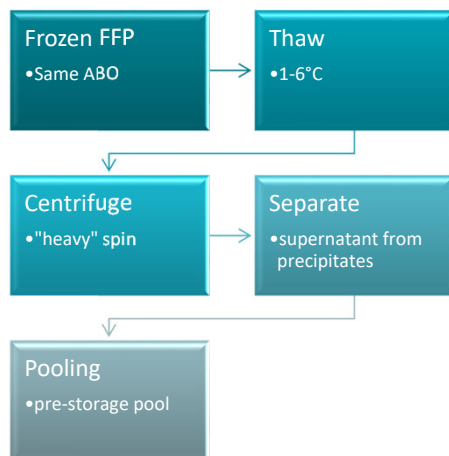 Frozen FFP
•Same ABO
Thaw
•1-6°C
Centrifuge
•"heavy" spin
Separate
•supernatant from
precipitates
Pooling
•pre-storage pool